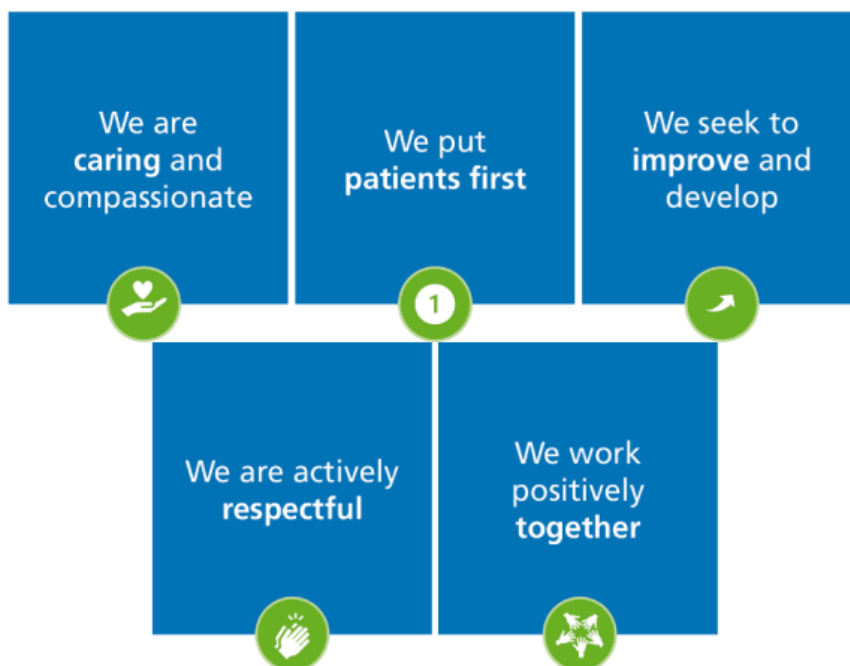 We are
caring and
compassionate
We put
patients first
We seek to
improve and
develop
1
We are actively
respectful
We work
positively
together